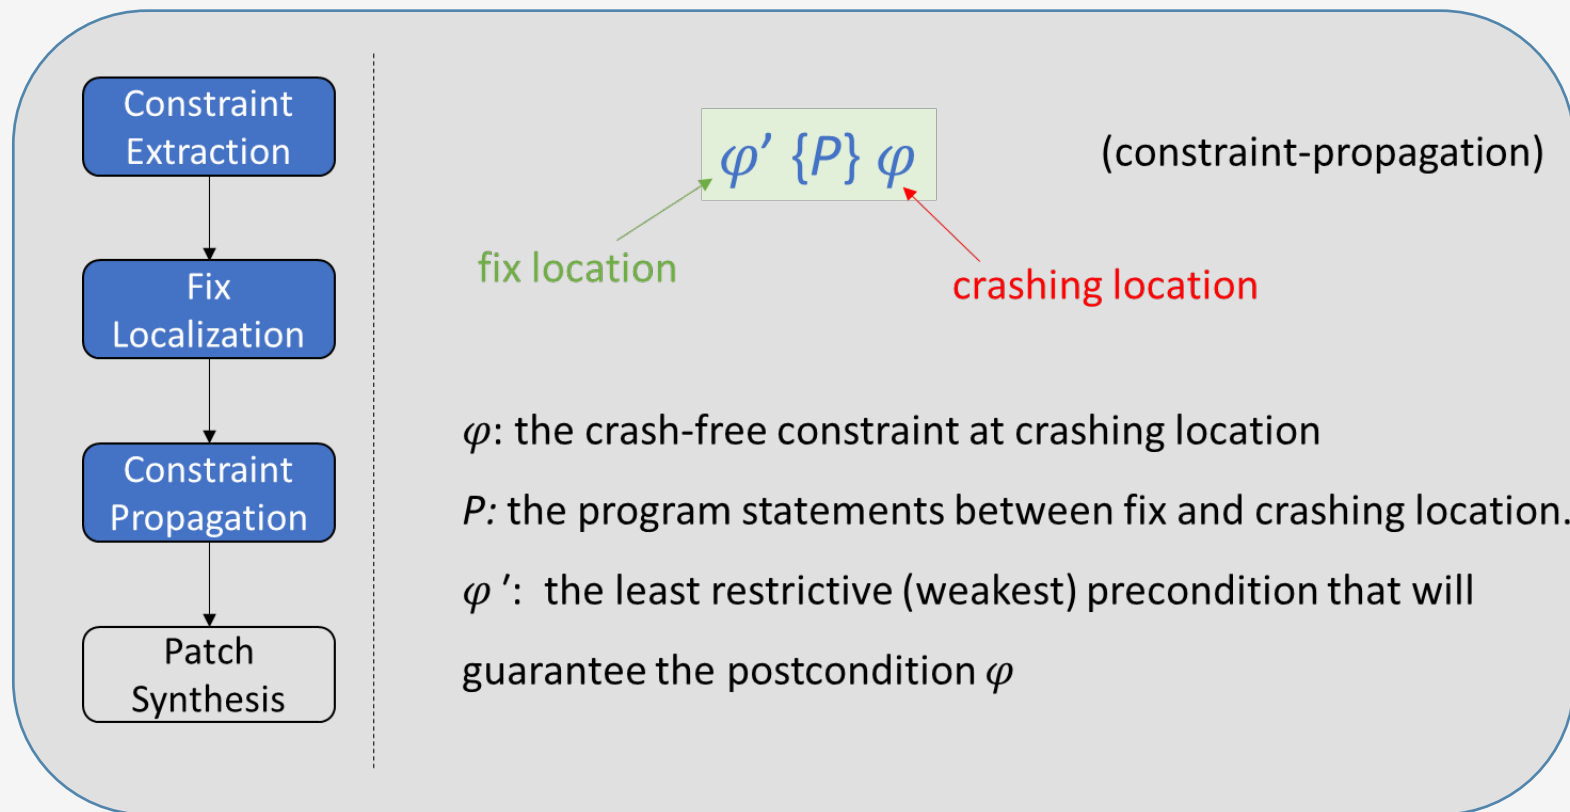 Constraint
Extraction
Fix
Localization
Constraint
Propagation
Patch
Synthesis
φ’ {P} φ
(constraint-propagation)
fix location
crashing location
φ: the crash-free constraint at crashing location
P: the program statements between fix and crashing location.
φ ′: the least restrictive (weakest) precondition that will
guarantee the postcondition φ